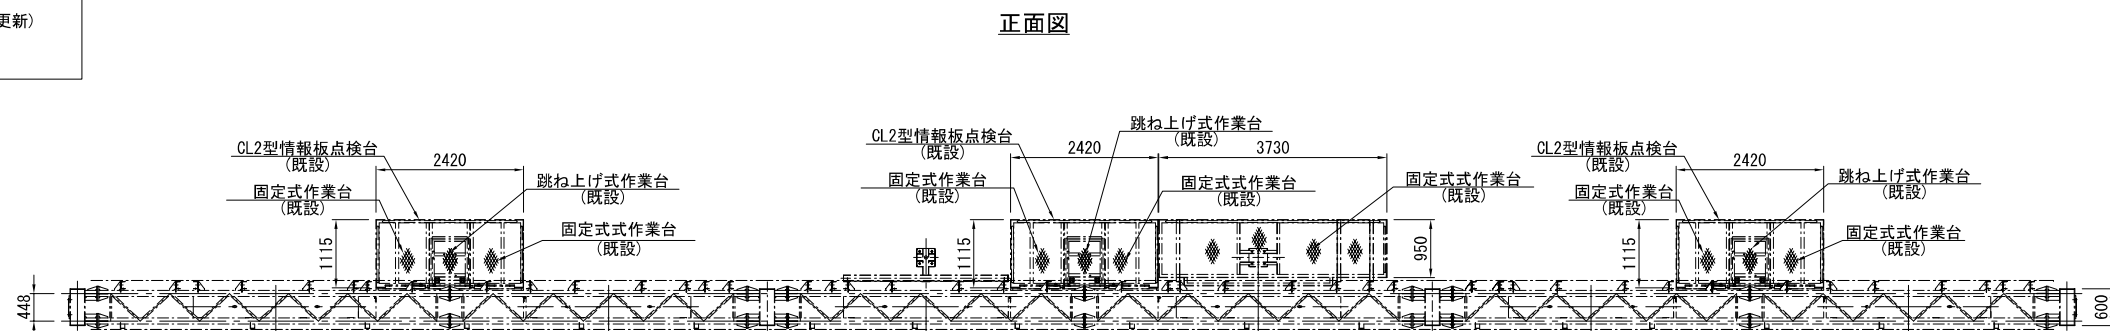 更新)
正面図
CL2型情報板点検台
(既設)
2420
固定式作業台
(既設)
跳ね上げ式作業台
(既設)
固定式式作業台
(既設)
1115
448
CL2型情報板点検台
(既設)
2420
跳ね上げ式作業台
(既設)
3730
固定式作業台
(既設)
固定式式作業台
(既設)
固定式式作業台
(既設)
1115
950
CL2型情報板点検台
(既設)
2420
跳ね上げ式作業台
(既設)
固定式作業台
(既設)
固定式式作業台
(既設)
1115
600